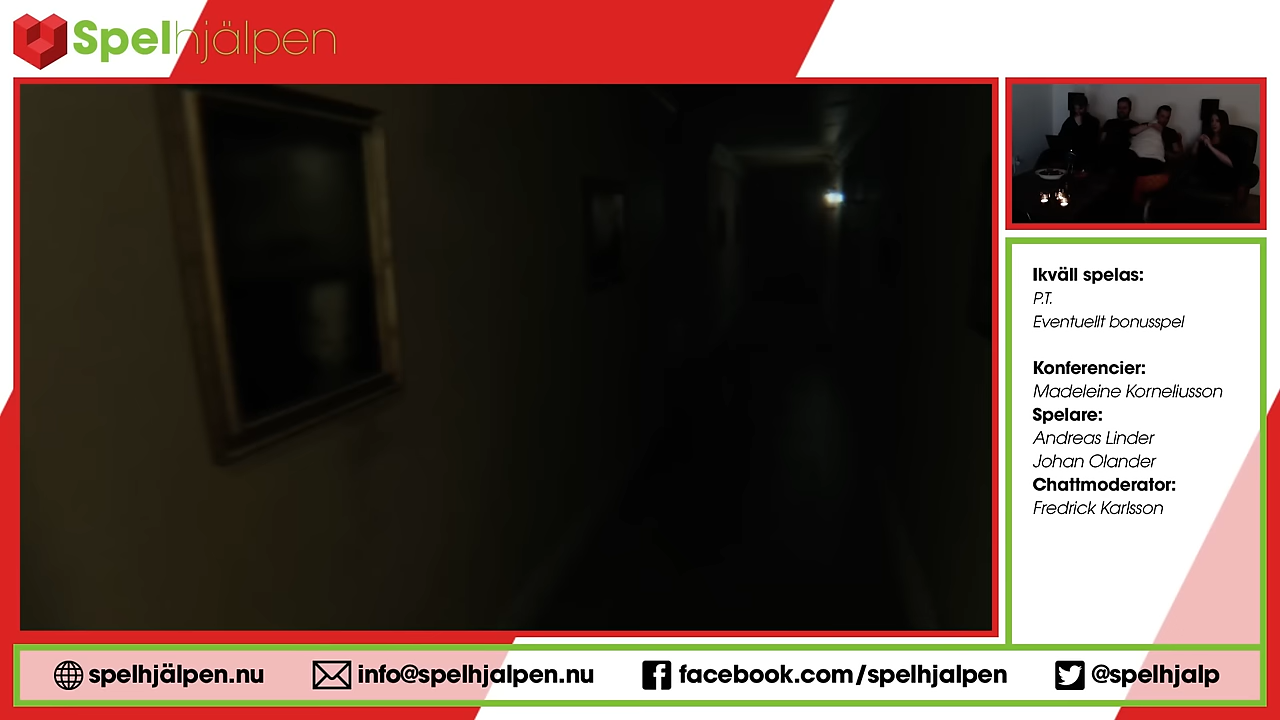 Spelhjälpen
Ikväll spelas:
P.T.
Eventuellt bonusspel
Konferencier:
Madeleine Korneliusson
Spelare:
Andreas Linder
Johan Olander
Chattmoderator:
Fredrick Karlsson
spelhjälpen.nu
info@spelhjalpen.nu
facebook.com/spelhjalpen
@spelhjalp